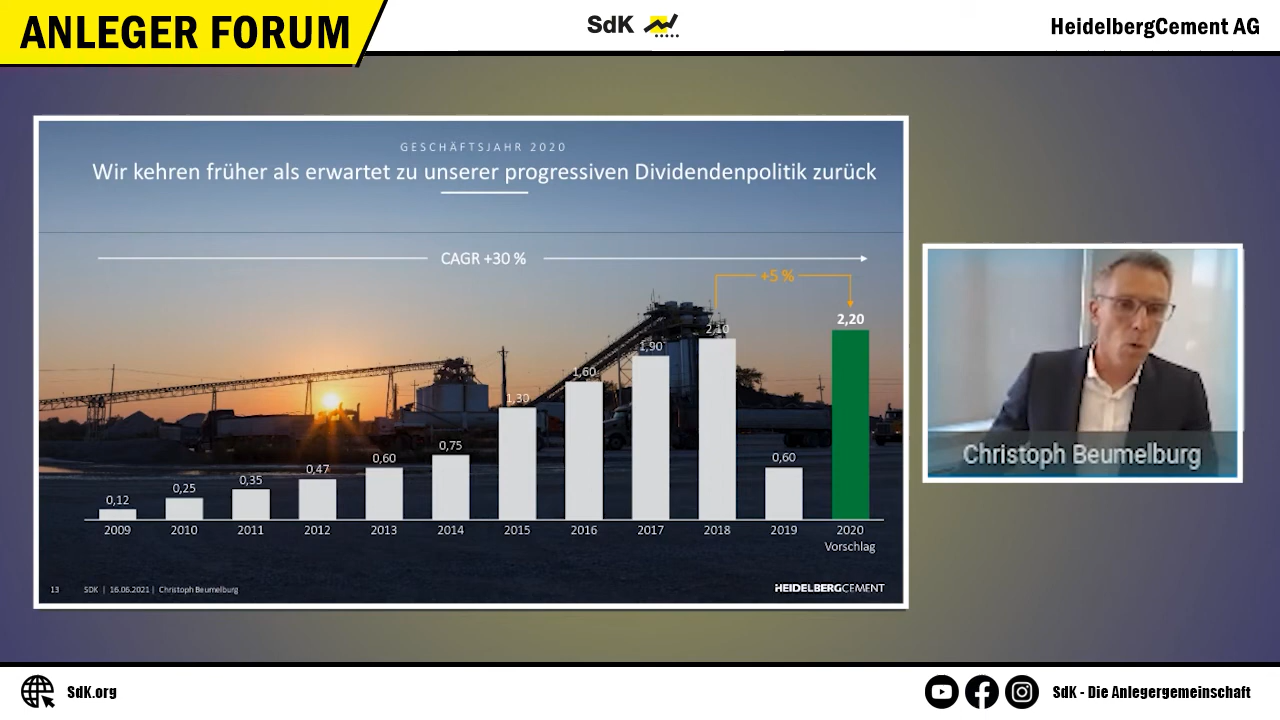 ANLEGER FORUM
SdK
HeidelbergCement AG
GESCHÄFTSJAHR 2020
Wir kehren früher als erwartet zu unserer progressiven Dividendenpolitik zurück
CAGR +30 %
+5 %
0,12
0,25
0,35
0,47
0,60
0,75
1,30
1,60
1,90
2,10
0,60
2,20
2009
2010
2011
2012
2013
2014
2015
2016
2017
2018
2019
2020
Vorschlag
13 SDK | 16.06.2021 | Christoph Beumelburg
HEIDELBERGCEMENT
Christoph Beumelburg
SdK.org
SdK - Die Anlegergemeinschaft